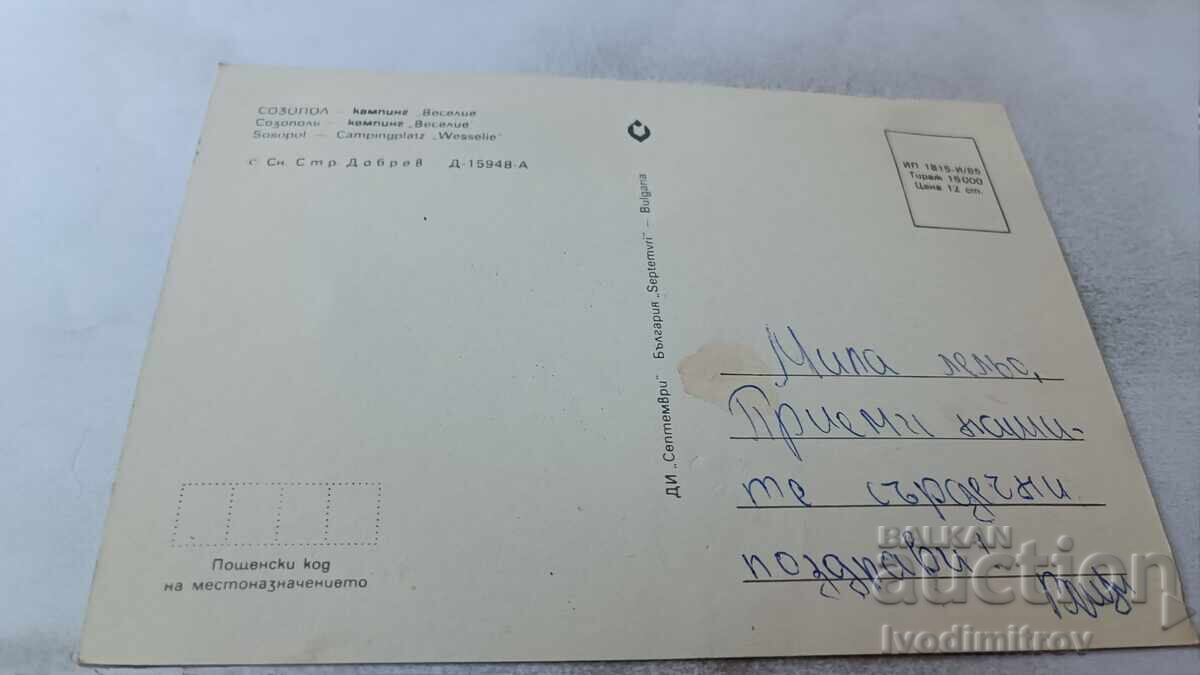 СОЗОПОЛ — къмпинг „Веселие“
Созополь — кемпинг „Веселие“
Sosopol — Campingplatz „Wesselie“
с Сн. Стр. Добрев Д-15948-А
ДИ „Септември“ България „Septemvri“ — Bulgaria
ИП 1815-И/85
Тираж 15000
Цена 12 ст.
Мила лельо,
Приеми наши-
те сърдечни
поздрави!
Пощенски код
на местоназначението
BALKAN
auction
Ivodimitrov